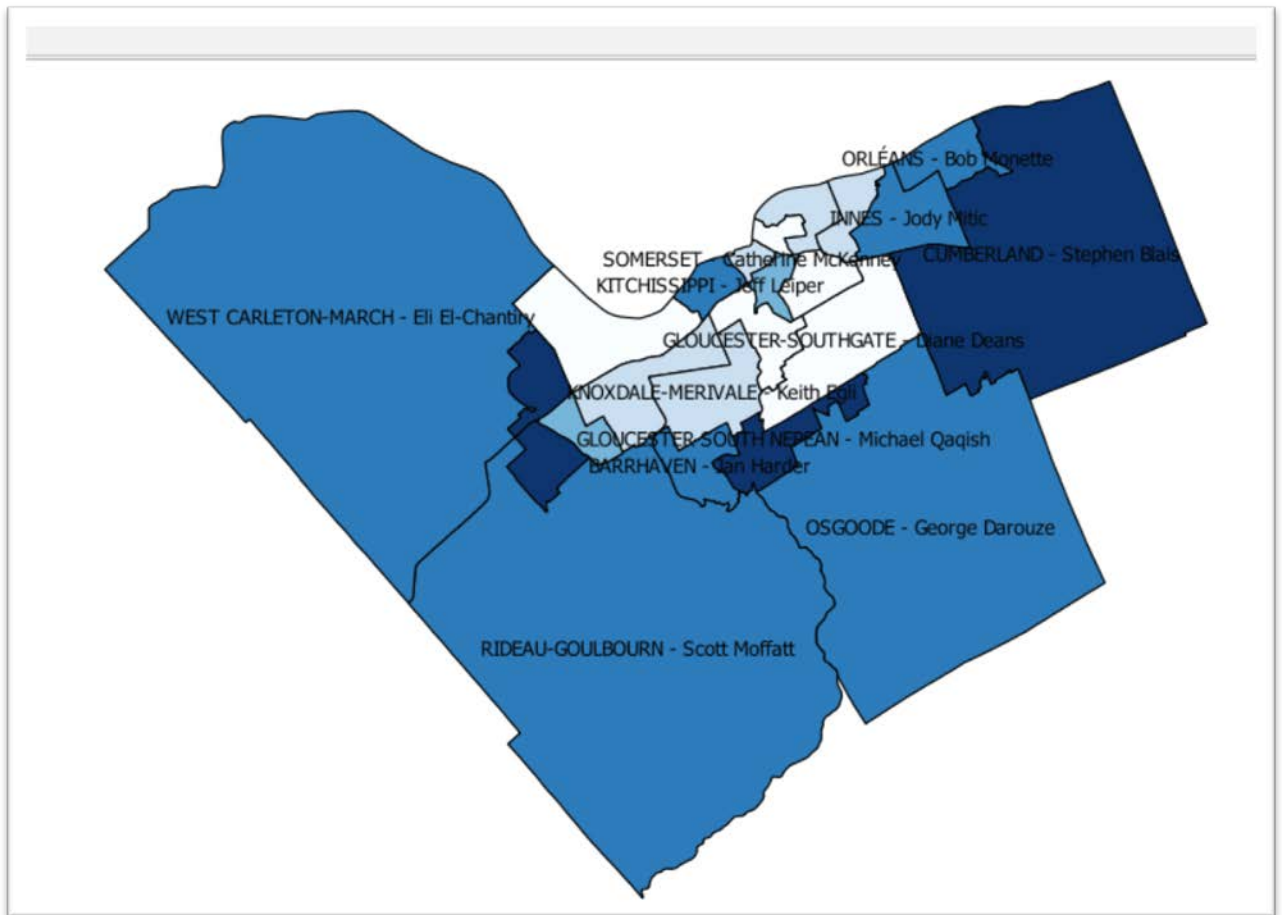 ORLÉANS - Bob Monette
INNES - Jody Mitic
CUMBERLAND - Stephen Blais
SOMERSET - Catherine McKenney
KITCHISSIPPI - Jeff Leiper
WEST CARLETON-MARCH - Eli El-Chantiry
GLOUCESTER-SOUTHGATE - Diane Deans
KNOXDALE-MERIVALE - Keith Egli
GLOUCESTER-SOUTH NEPEAN - Michael Qaqish
BARRHAVEN - Jan Harder
OSGOODE - George Darouze
RIDEAU-GOULBOURN - Scott Moffatt